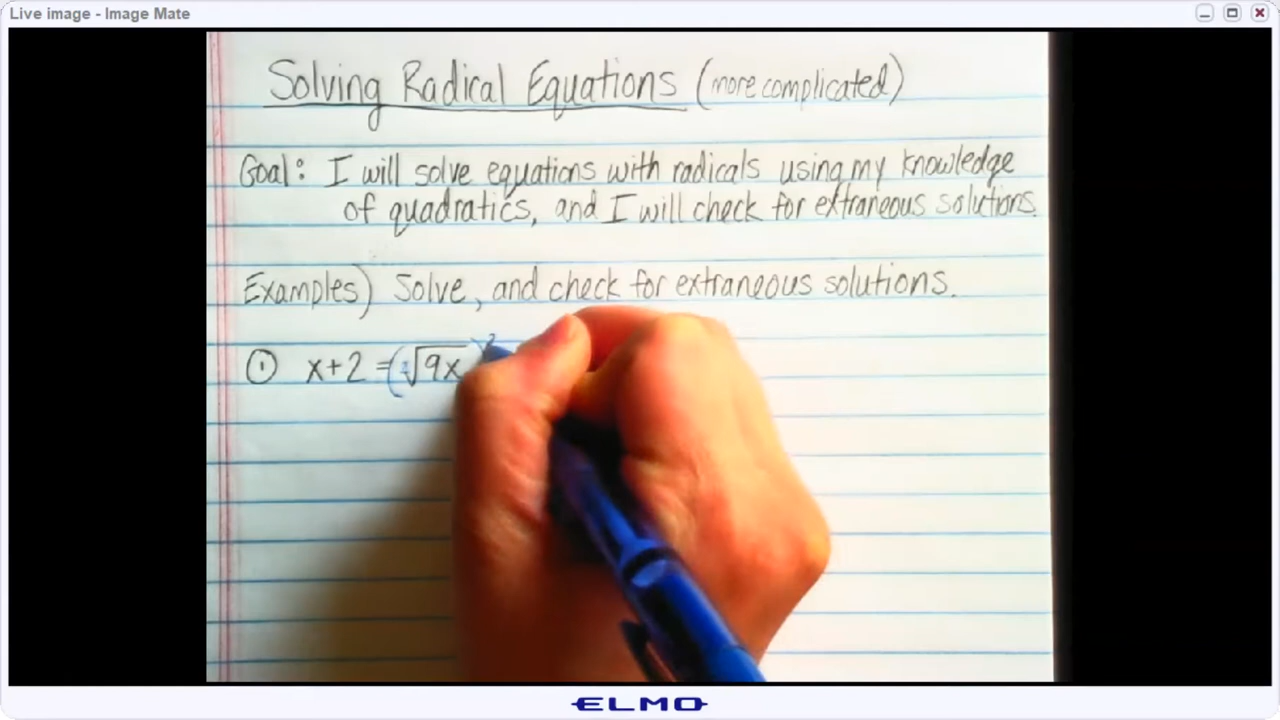 Live image - Image Mate
Solving Radical Equations (more complicated)
Goal: I will solve equations with radicals using my knowledge
of quadratics, and I will check for extraneous solutions.
Examples) Solve, and check for extraneous solutions.
① x+2 = (²√9x)²
ELMO